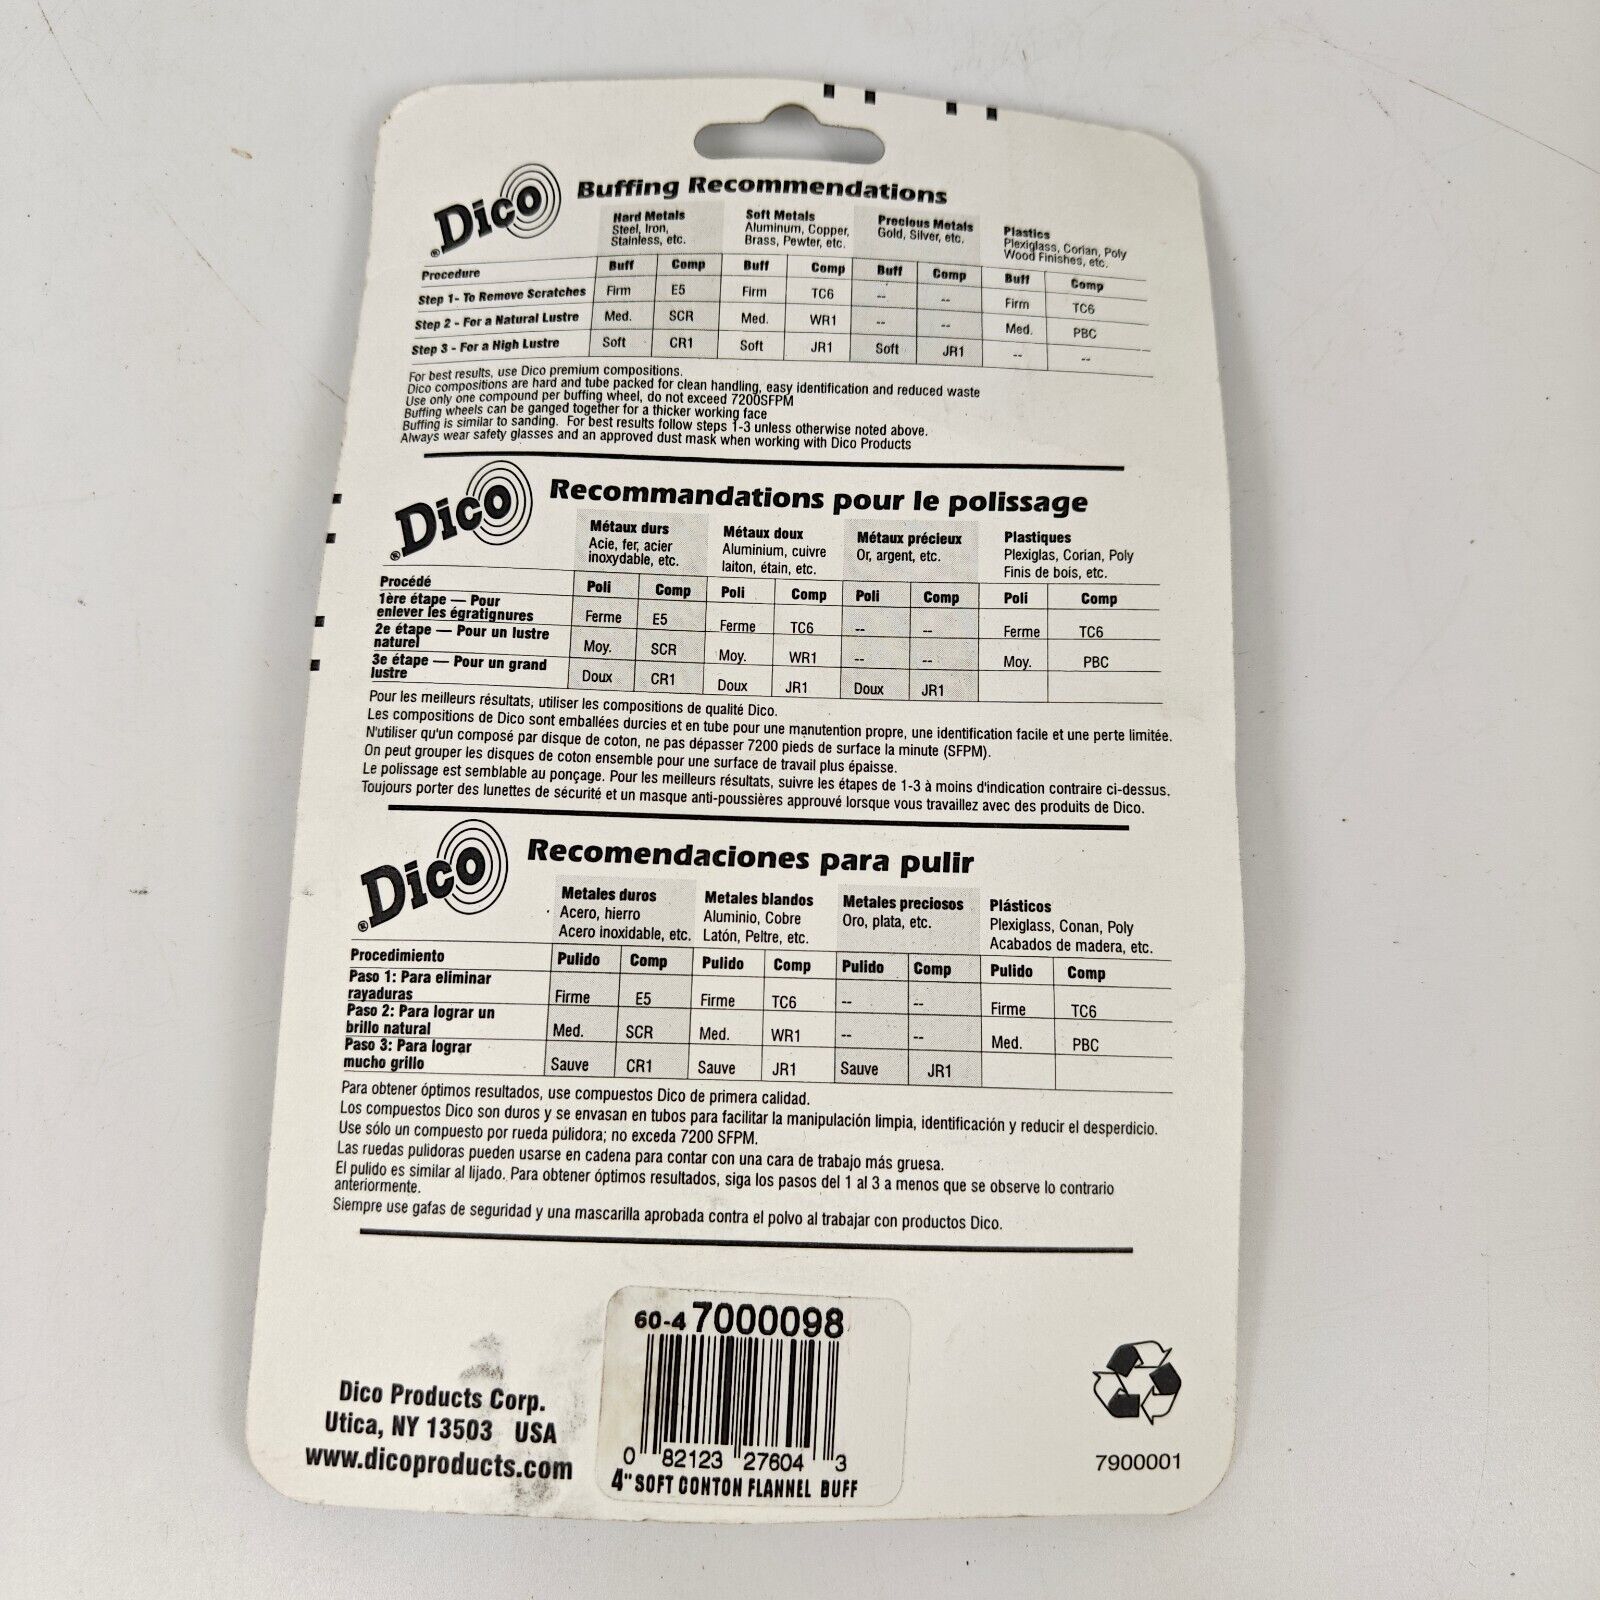 Dico® Buffing Recommendations
Hard Metals Soft Metals Precious Metals Plastics
Steel, Iron, Aluminum, Copper, Gold, Silver, etc. Plexiglass, Corian, Poly
Stainless, etc. Brass, Pewter, etc. Wood Finishes, etc.
Procedure Buff Comp Buff Comp Buff Comp Buff Comp
Step 1- To Remove Scratches Firm E5 Firm TC6 -- -- Firm TC6
Step 2 - For a Natural Lustre Med. SCR Med. WR1 -- -- Med. PBC
Step 3 - For a High Lustre Soft CR1 Soft JR1 Soft JR1 -- --
For best results, use Dico premium compositions.
Dico compositions are hard and tube packed for clean handling, easy identification and reduced waste
Use only one compound per buffing wheel, do not exceed 7200SFPM
Buffing wheels can be ganged together for a thicker working face
Buffing is similar to sanding. For best results follow steps 1-3 unless otherwise noted above.
Always wear safety glasses and an approved dust mask when working with Dico Products
Dico® Recommandations pour le polissage
Métaux durs Métaux doux Métaux précieux Plastiques
Acie, fer, acier Aluminium, cuivre Or, argent, etc. Plexiglas, Corian, Poly
inoxydable, etc. laiton, étain, etc. Finis de bois, etc.
Procédé Poli Comp Poli Comp Poli Comp Poli Comp
1ère étape — Pour
enlever les égratignures Ferme E5 Ferme TC6 -- -- Ferme TC6
2e étape — Pour un lustre
naturel Moy. SCR Moy. WR1 -- -- Moy. PBC
3e étape — Pour un grand
lustre Doux CR1 Doux JR1 Doux JR1
Pour les meilleurs résultats, utiliser les compositions de qualité Dico.
Les compositions de Dico sont emballées durcies et en tube pour une manutention propre, une identification facile et une perte limitée.
N'utiliser qu'un composé par disque de coton, ne pas dépasser 7200 pieds de surface la minute (SFPM).
On peut grouper les disques de coton ensemble pour une surface de travail plus épaisse.
Le polissage est semblable au ponçage. Pour les meilleurs résultats, suivre les étapes de 1-3 à moins d'indication contraire ci-dessus.
Toujours porter des lunettes de sécurité et un masque anti-poussières approuvé lorsque vous travaillez avec des produits de Dico.
Dico® Recomendaciones para pulir
Metales duros Metales blandos Metales preciosos Plásticos
Acero, hierro Aluminio, Cobre Oro, plata, etc. Plexiglass, Conan, Poly
Acero inoxidable, etc. Latón, Peltre, etc. Acabados de madera, etc.
Procedimiento Pulido Comp Pulido Comp Pulido Comp Pulido Comp
Paso 1: Para eliminar
rayaduras Firme E5 Firme TC6 -- -- Firme TC6
Paso 2: Para lograr un
brillo natural Med. SCR Med. WR1 -- -- Med. PBC
Paso 3: Para lograr
mucho grillo Sauve CR1 Sauve JR1 Sauve JR1
Para obtener óptimos resultados, use compuestos Dico de primera calidad.
Los compuestos Dico son duros y se envasan en tubos para facilitar la manipulación limpia, identificación y reducir el desperdicio.
Use sólo un compuesto por rueda púlidora; no exceda 7200 SFPM.
Las ruedas pulidoras pueden usarse en cadena para contar con una cara de trabajo más gruesa.
El pulido es similar al lijado. Para obtener óptimos resultados, siga los pasos del 1 al 3 a menos que se observe lo contrario
anteriormente.
Siempre use gafas de seguridad y una mascarilla aprobada contra el polvo al trabajar con productos Dico.
60-4 7000098
0 82123 27604 3
4" SOFT CONTON FLANNEL BUFF
Dico Products Corp.
Utica, NY 13503 USA
www.dicoproducts.com
7900001